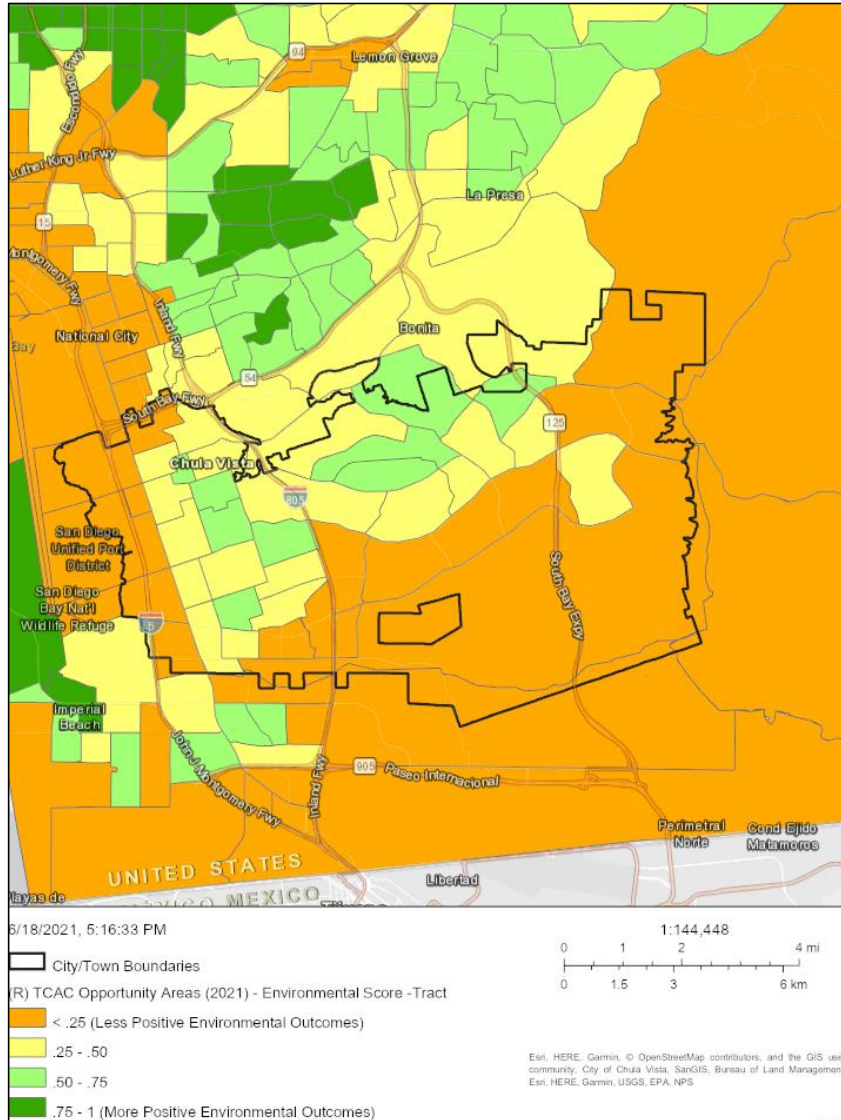 94
Lemon Grove
Escondido Fwy
Luther King Jr Fwy
La Presa
15
Montgomery Fwy
Inland Fwy
Bonita
National City
Bay
54
South Bay Fwy
125
Chula Vista
805
San Diego
Unified Port
District
South Bay Expy
San Diego
Bay Nat'l
Wildlife Refuge
5
Imperial
Beach
John J Montgomery Fwy
Inland Fwy
905
Paseo Internacional
Perimetral
Norte
Cond Ejido
Matamoros
UNITED STATES
MEXICO
Libertad
Playas de
6/18/2021, 5:16:33 PM
1:144,448
0 1 2 4 mi
0 1.5 3 6 km
City/Town Boundaries
(R) TCAC Opportunity Areas (2021) - Environmental Score -Tract
< .25 (Less Positive Environmental Outcomes)
.25 - .50
.50 - .75
.75 - 1 (More Positive Environmental Outcomes)
Esri, HERE, Garmin, © OpenStreetMap contributors, and the GIS use
community, City of Chula Vista, SanGIS, Bureau of Land Management
Esri, HERE, Garmin, USGS, EPA, NPS